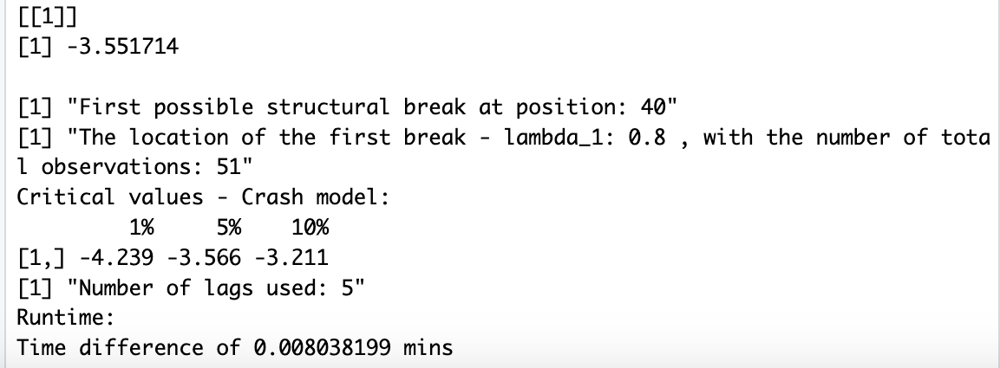 [[1]]
[1] -3.551714
[1] "First possible structural break at position: 40"
[1] "The location of the first break - lambda_1: 0.8 , with the number of tota
l observations: 51"
Critical values - Crash model:
1% 5% 10%
[1,] -4.239 -3.566 -3.211
[1] "Number of lags used: 5"
Runtime:
Time difference of 0.008038199 mins